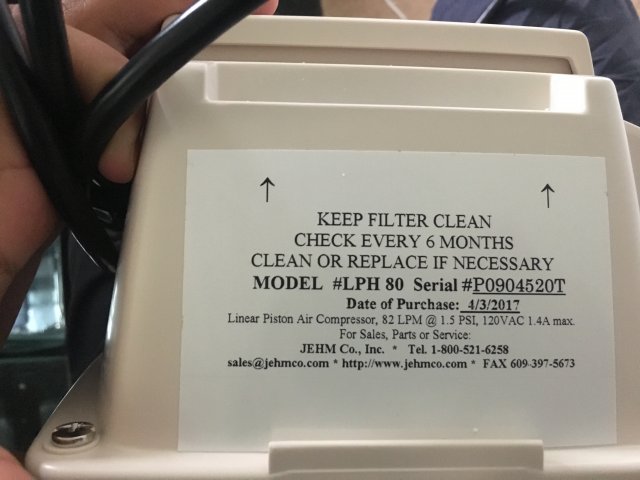 ↑ ↑
KEEP FILTER CLEAN
CHECK EVERY 6 MONTHS
CLEAN OR REPLACE IF NECESSARY
MODEL #LPH 80 Serial #P0904520T
Date of Purchase: 4/3/2017
Linear Piston Air Compressor, 82 LPM @ 1.5 PSI, 120VAC 1.4A max.
For Sales, Parts or Service:
JEHM Co., Inc. * Tel. 1-800-521-6258
sales@jehmco.com * http://www.jehmco.com * FAX 609-397-5673